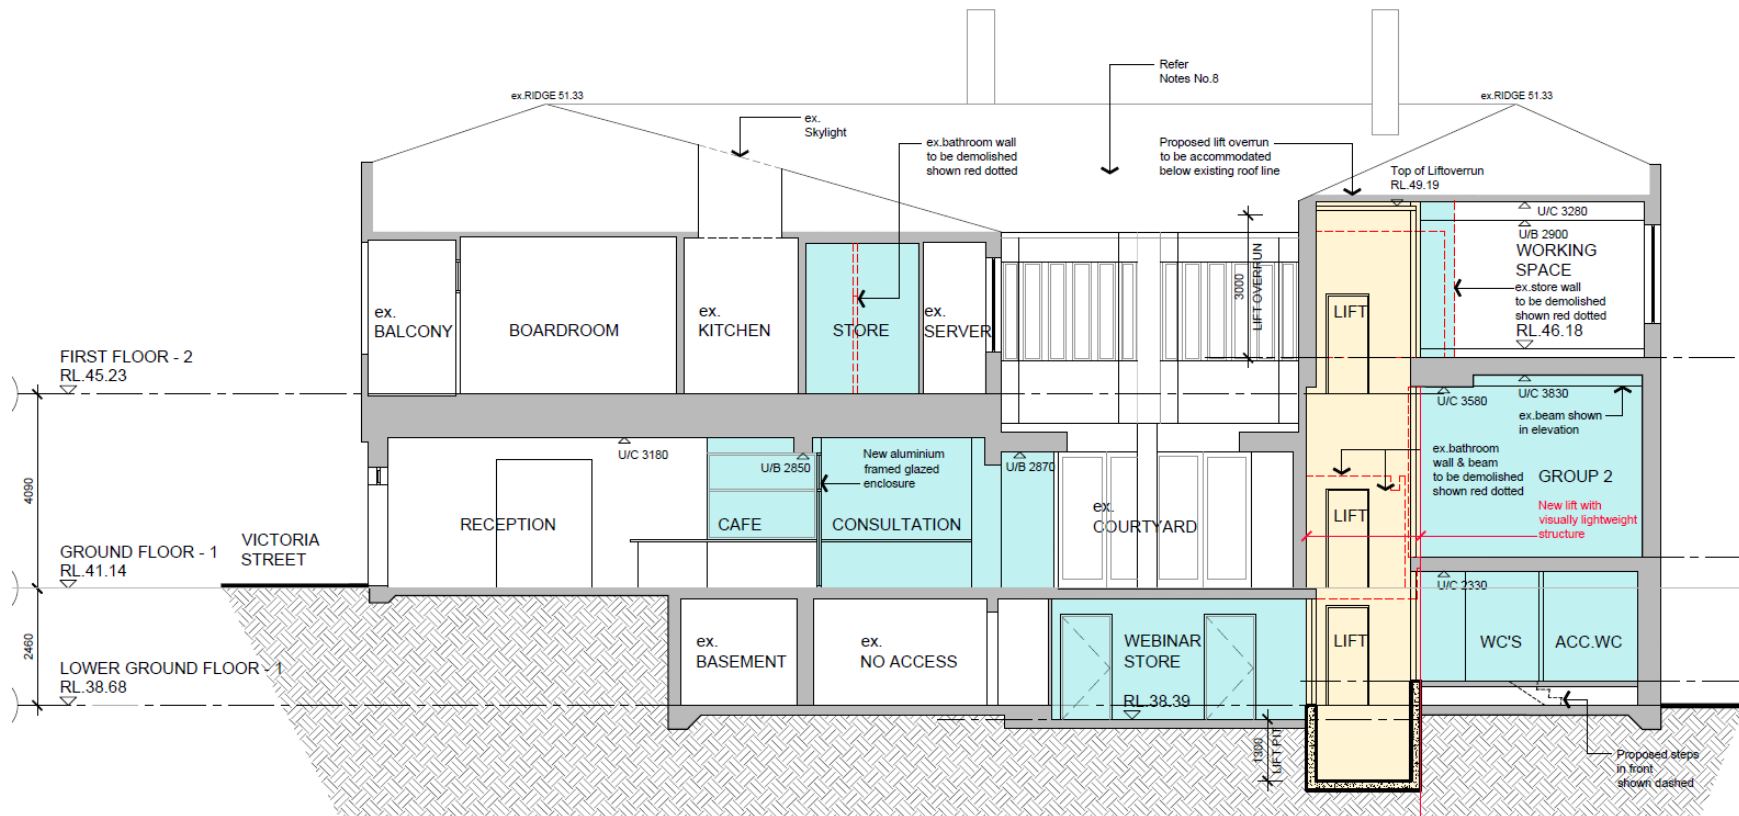 Refer
Notes No.8
ex.RIDGE 51.33
ex.RIDGE 51.33
ex.
Skylight
ex.bathroom wall
to be demolished
shown red dotted
Proposed lift overrun
to be accommodated
below existing roof line
Top of Liftoverrun
RL.49.19
U/C 3280
U/B 2900
WORKING
SPACE
ex.store wall
to be demolished
shown red dotted
RL.46.18
3000
LIFT OVERRUN
ex.
BALCONY
BOARDROOM
ex.
KITCHEN
STORE
ex.
SERVER
LIFT
FIRST FLOOR - 2
RL.45.23
U/C 3580
U/C 3830
ex.beam shown
in elevation
U/C 3180
U/B 2850
New aluminium
framed glazed
enclosure
U/B 2870
ex.bathroom
wall & beam
to be demolished
shown red dotted
GROUP 2
New lift with
visually lightweight
structure
4090
RECEPTION
CAFE
CONSULTATION
ex.
COURTYARD
LIFT
VICTORIA
STREET
GROUND FLOOR - 1
RL.41.14
U/C 2330
2460
ex.
BASEMENT
ex.
NO ACCESS
WEBINAR
STORE
LIFT
WC'S
ACC.WC
LOWER GROUND FLOOR - 1
RL.38.68
RL.38.39
1300
LIFT PIT
Proposed steps
in front
shown dashed